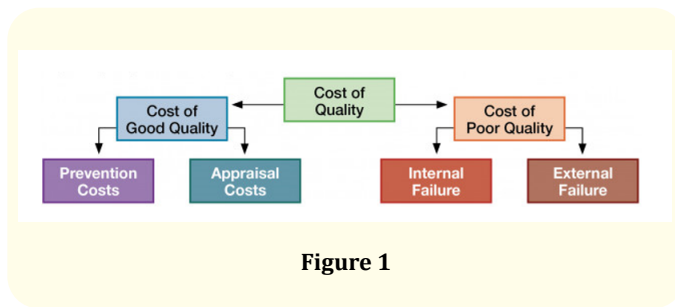 Cost of
Quality
Cost of
Good Quality
Cost of
Poor Quality
Prevention
Costs
Appraisal
Costs
Internal
Failure
External
Failure
Figure 1